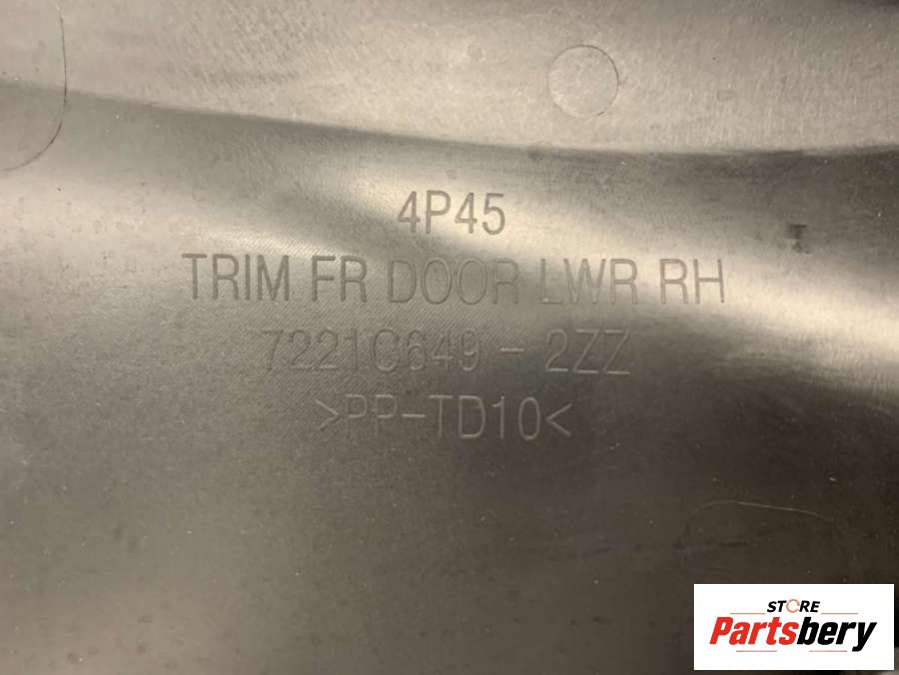 4P45
TRIM FR DOOR LWR RH
7221C649-2ZZ
>PP-TD10<
STORE
Partsbery